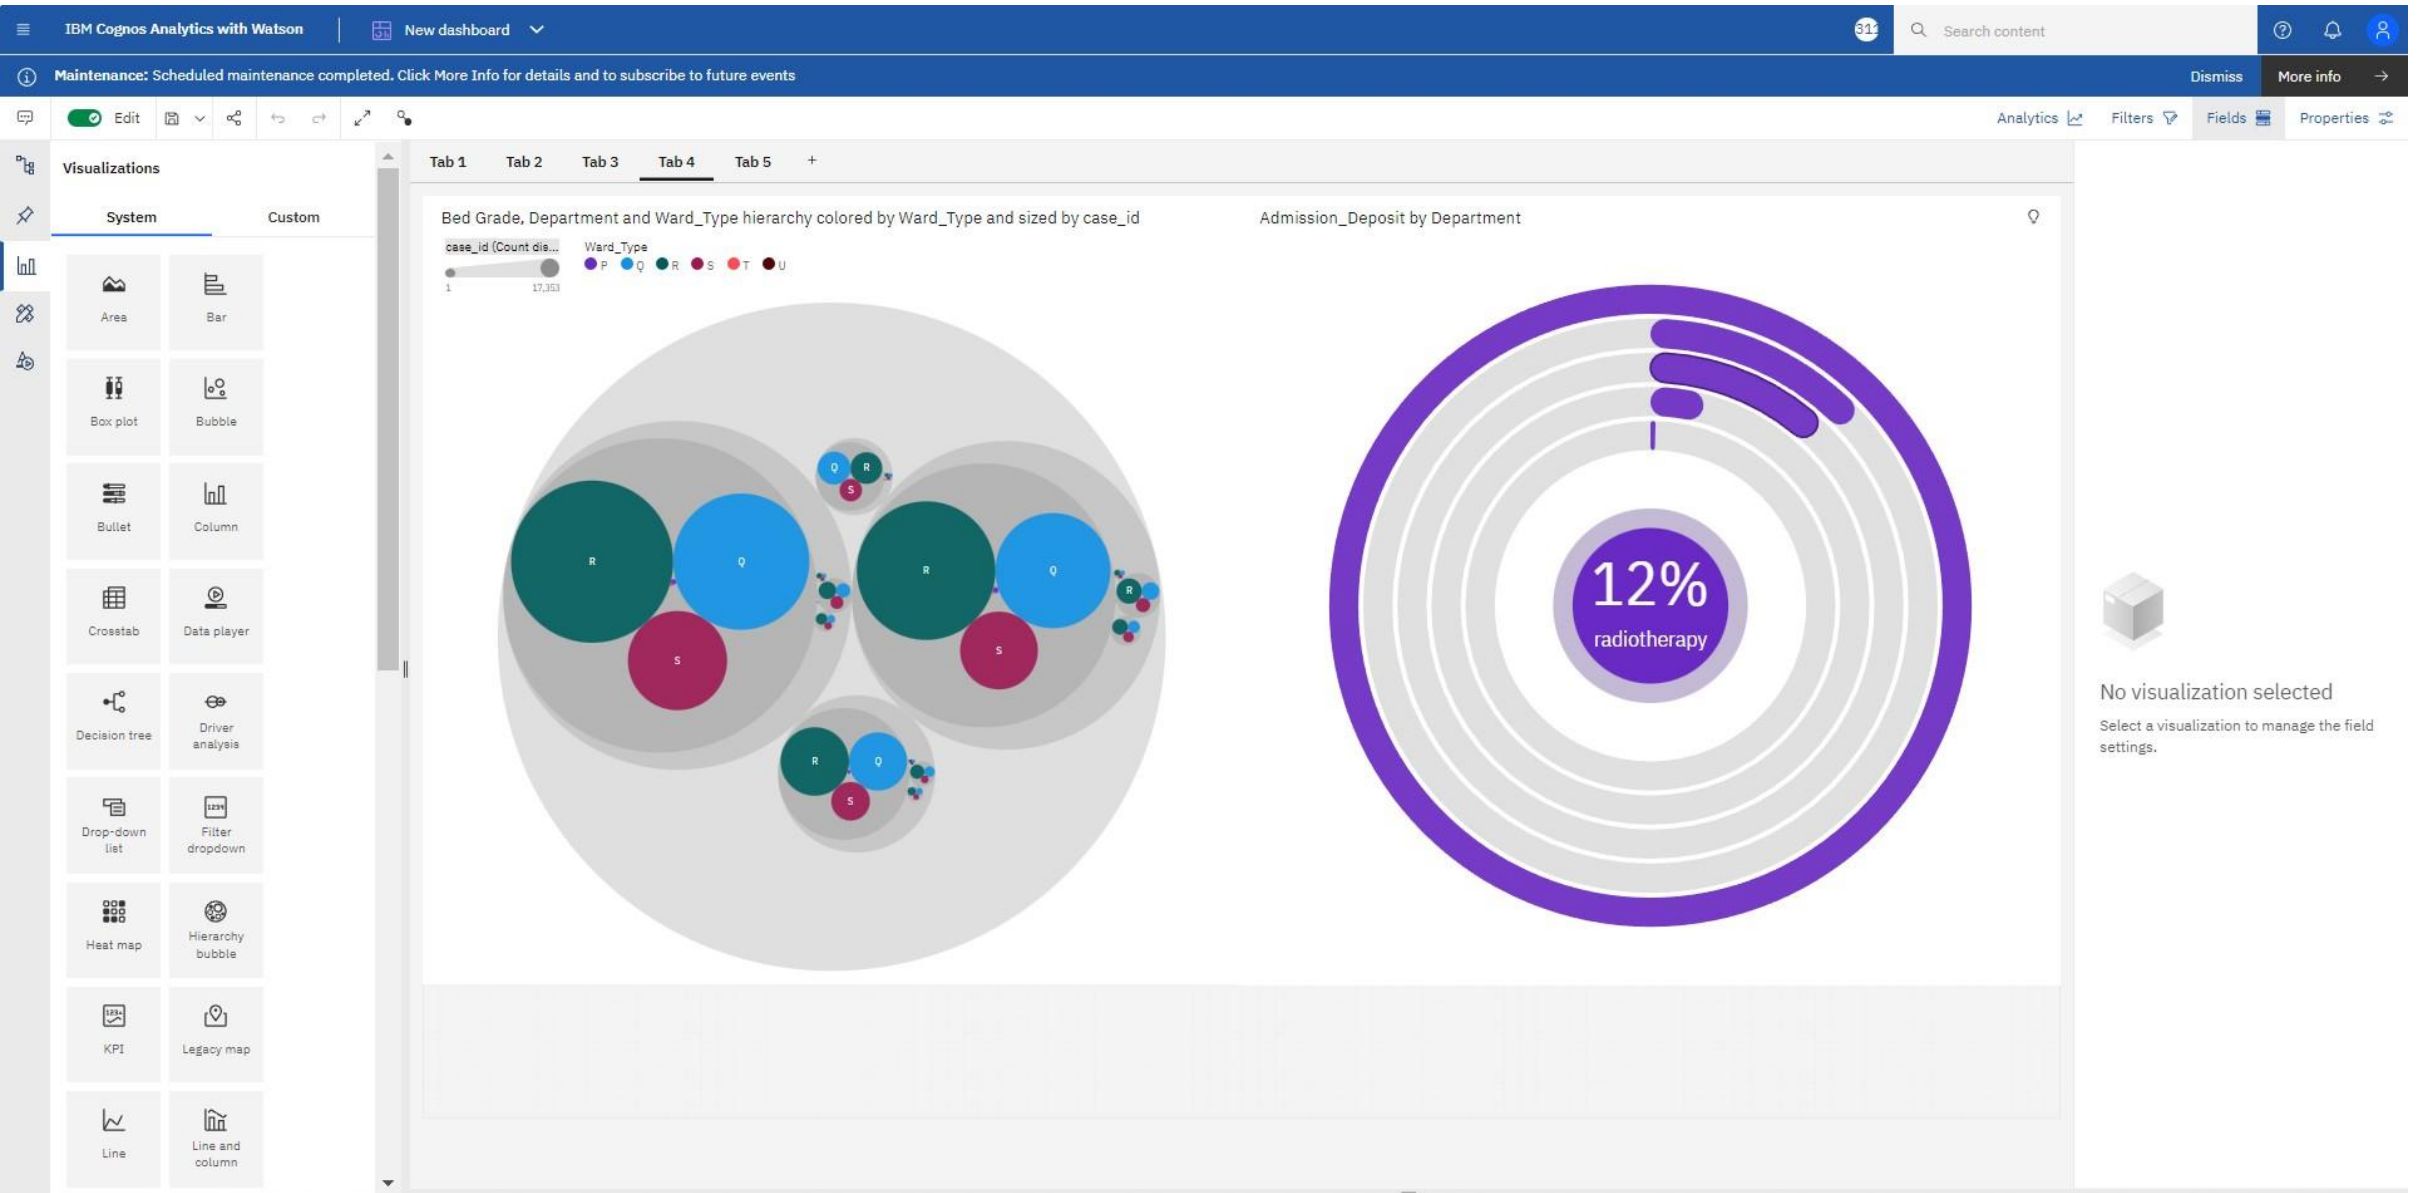 IBM Cognos Analytics with Watson
New dashboard
Search content
Maintenance: Scheduled maintenance completed. Click More Info for details and to subscribe to future events
Dismiss
More info
Edit
Analytics
Filters
Fields
Properties
Visualizations
System
Custom
Area
Bar
Box plot
Bubble
Bullet
Column
Crosstab
Data player
Decision tree
Driver
analysis
Drop-down
list
Filter
dropdown
Heat map
Hierarchy
bubble
KPI
Legacy map
Line
Line and
column
Tab 1
Tab 2
Tab 3
Tab 4
Tab 5
Bed Grade, Department and Ward_Type hierarchy colored by Ward_Type and sized by case_id
case_id (Count dis...
1
17,353
Ward_Type
P
Q
R
S
T
U
Q
R
S
R
Q
S
R
Q
S
R
R
Q
S
Admission_Deposit by Department
12%
radiotherapy
No visualization selected
Select a visualization to manage the field
settings.